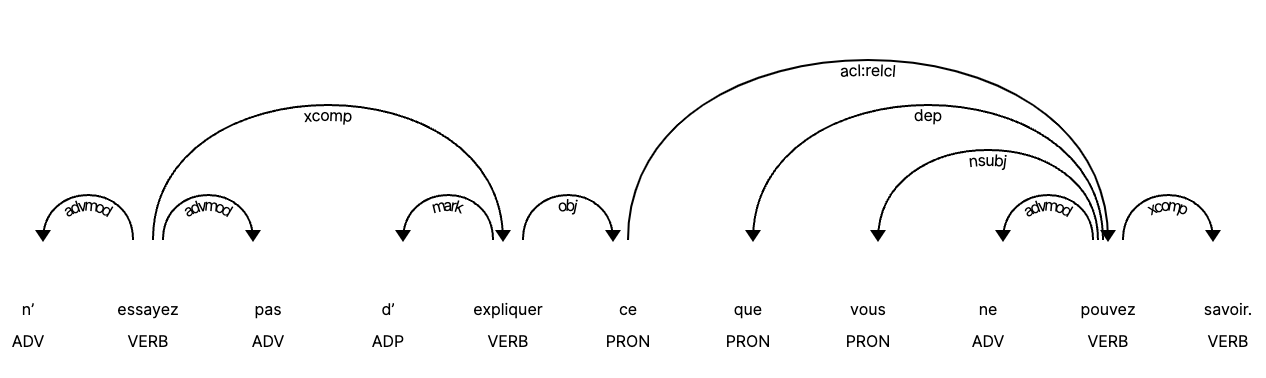 acl:relcl
xcomp dep
nsubj
advmod advmod mark obj advmod xcomp
n’ essayez pas d’ expliquer ce que vous ne pouvez savoir.
ADV VERB ADV ADP VERB PRON PRON PRON ADV VERB VERB